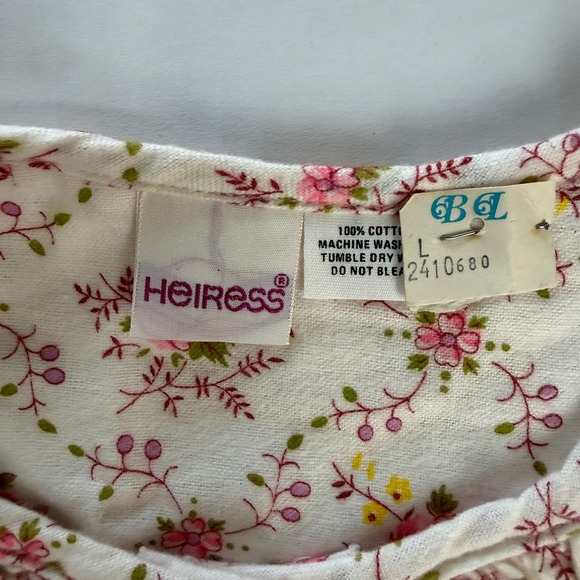 HEIRESS®
100% COTTO
MACHINE WASH
TUMBLE DRY W
DO NOT BLEA
BL
L
2410680